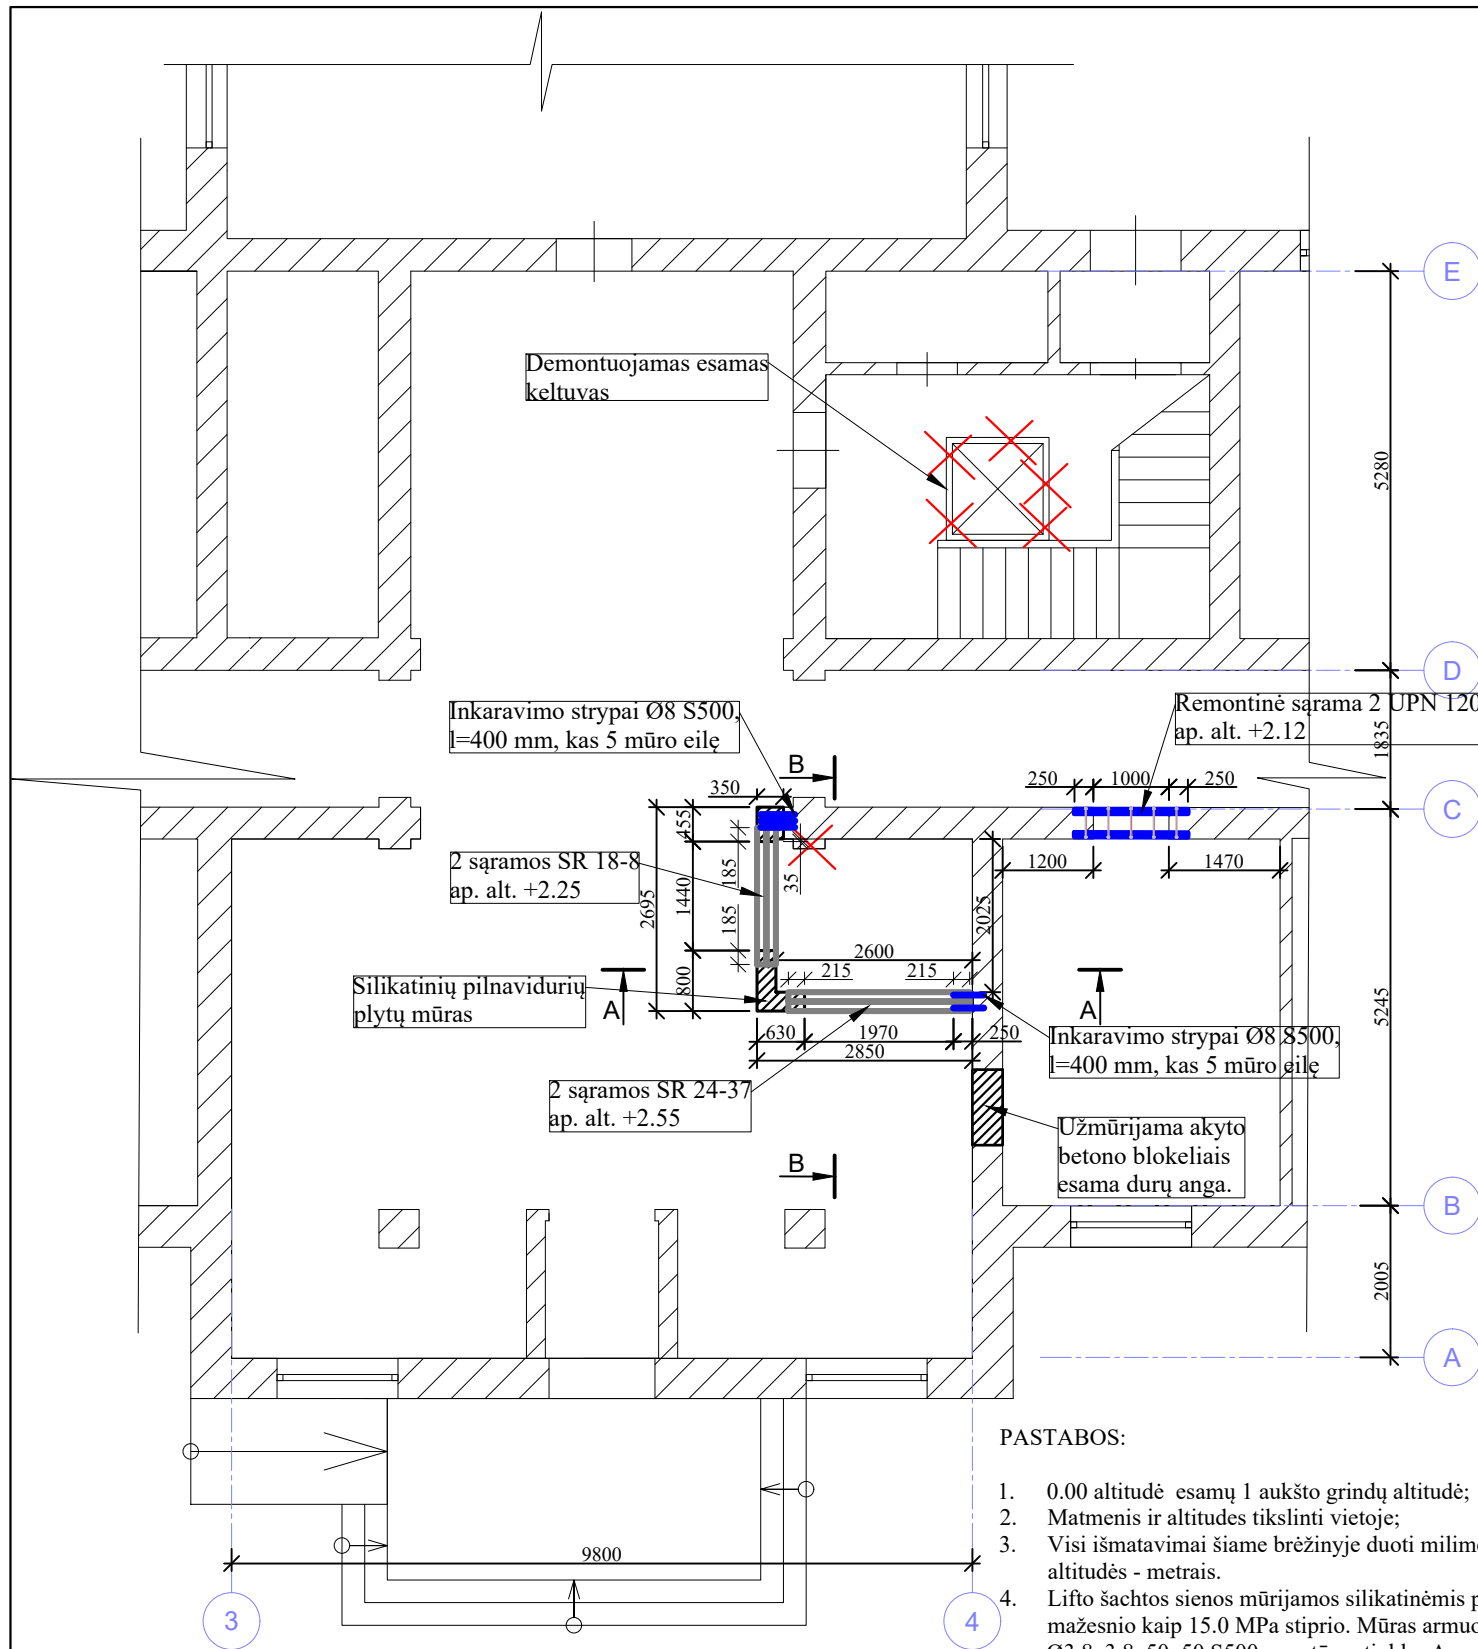 E
Demontuojamas esamas
keltuvas
5280
D
Inkaravimo strypai Ø8 S500,
l=400 mm, kas 5 mūro eilę
Remontinė sąrama 2 UPN 120
ap. alt. +2.12
1835
B
350
250
1000
250
C
455
2 sąramos SR 18-8
ap. alt. +2.25
185
35
1200
1470
2695
1440
185
2025
2600
215
215
Silikatinių pilnavidurių
plytų mūras
A
800
A
5245
630
1970
250
2850
Inkaravimo strypai Ø8 S500,
l=400 mm, kas 5 mūro eilę
2 sąramos SR 24-37
ap. alt. +2.55
Užmūrijama akyto
betono blokeliais
esama durų anga.
B
B
2005
A
PASTABOS:
1. 0.00 altitudė esamų 1 aukšto grindų altitudė;
2. Matmenis ir altitudes tikslinti vietoje;
3. Visi išmatavimai šiame brėžinyje duoti
altitudės - metrais.
4. Lifto šachtos sienos mūrijamos silikatinėmis
mažesnio kaip 15.0 MPa stiprio. Mūras
9800
3
4